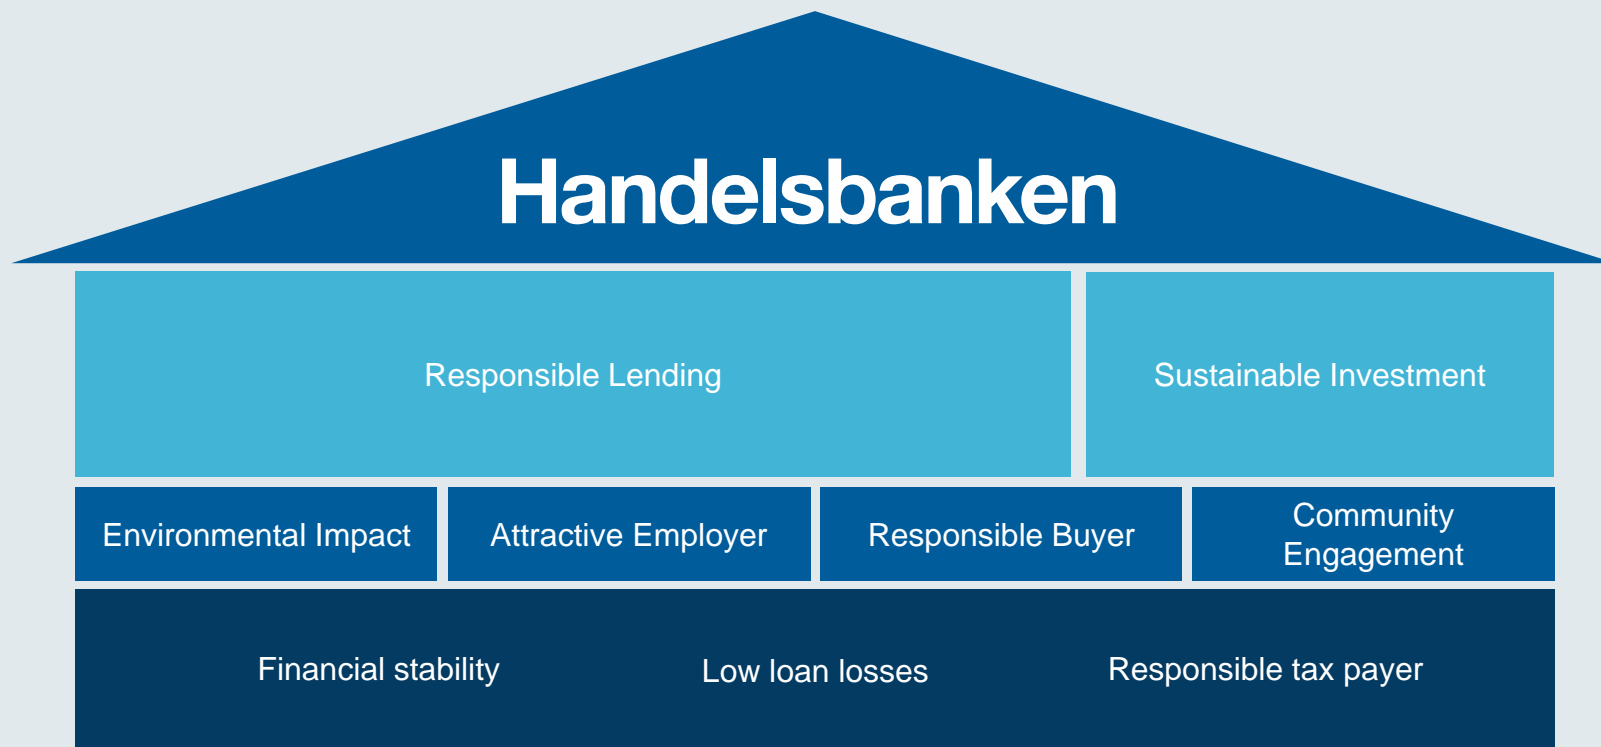 Handelsbanken
Responsible Lending
Sustainable Investment
Environmental Impact
Attractive Employer
Responsible Buyer
Community
Engagement
Financial stability
Low loan losses
Responsible tax payer